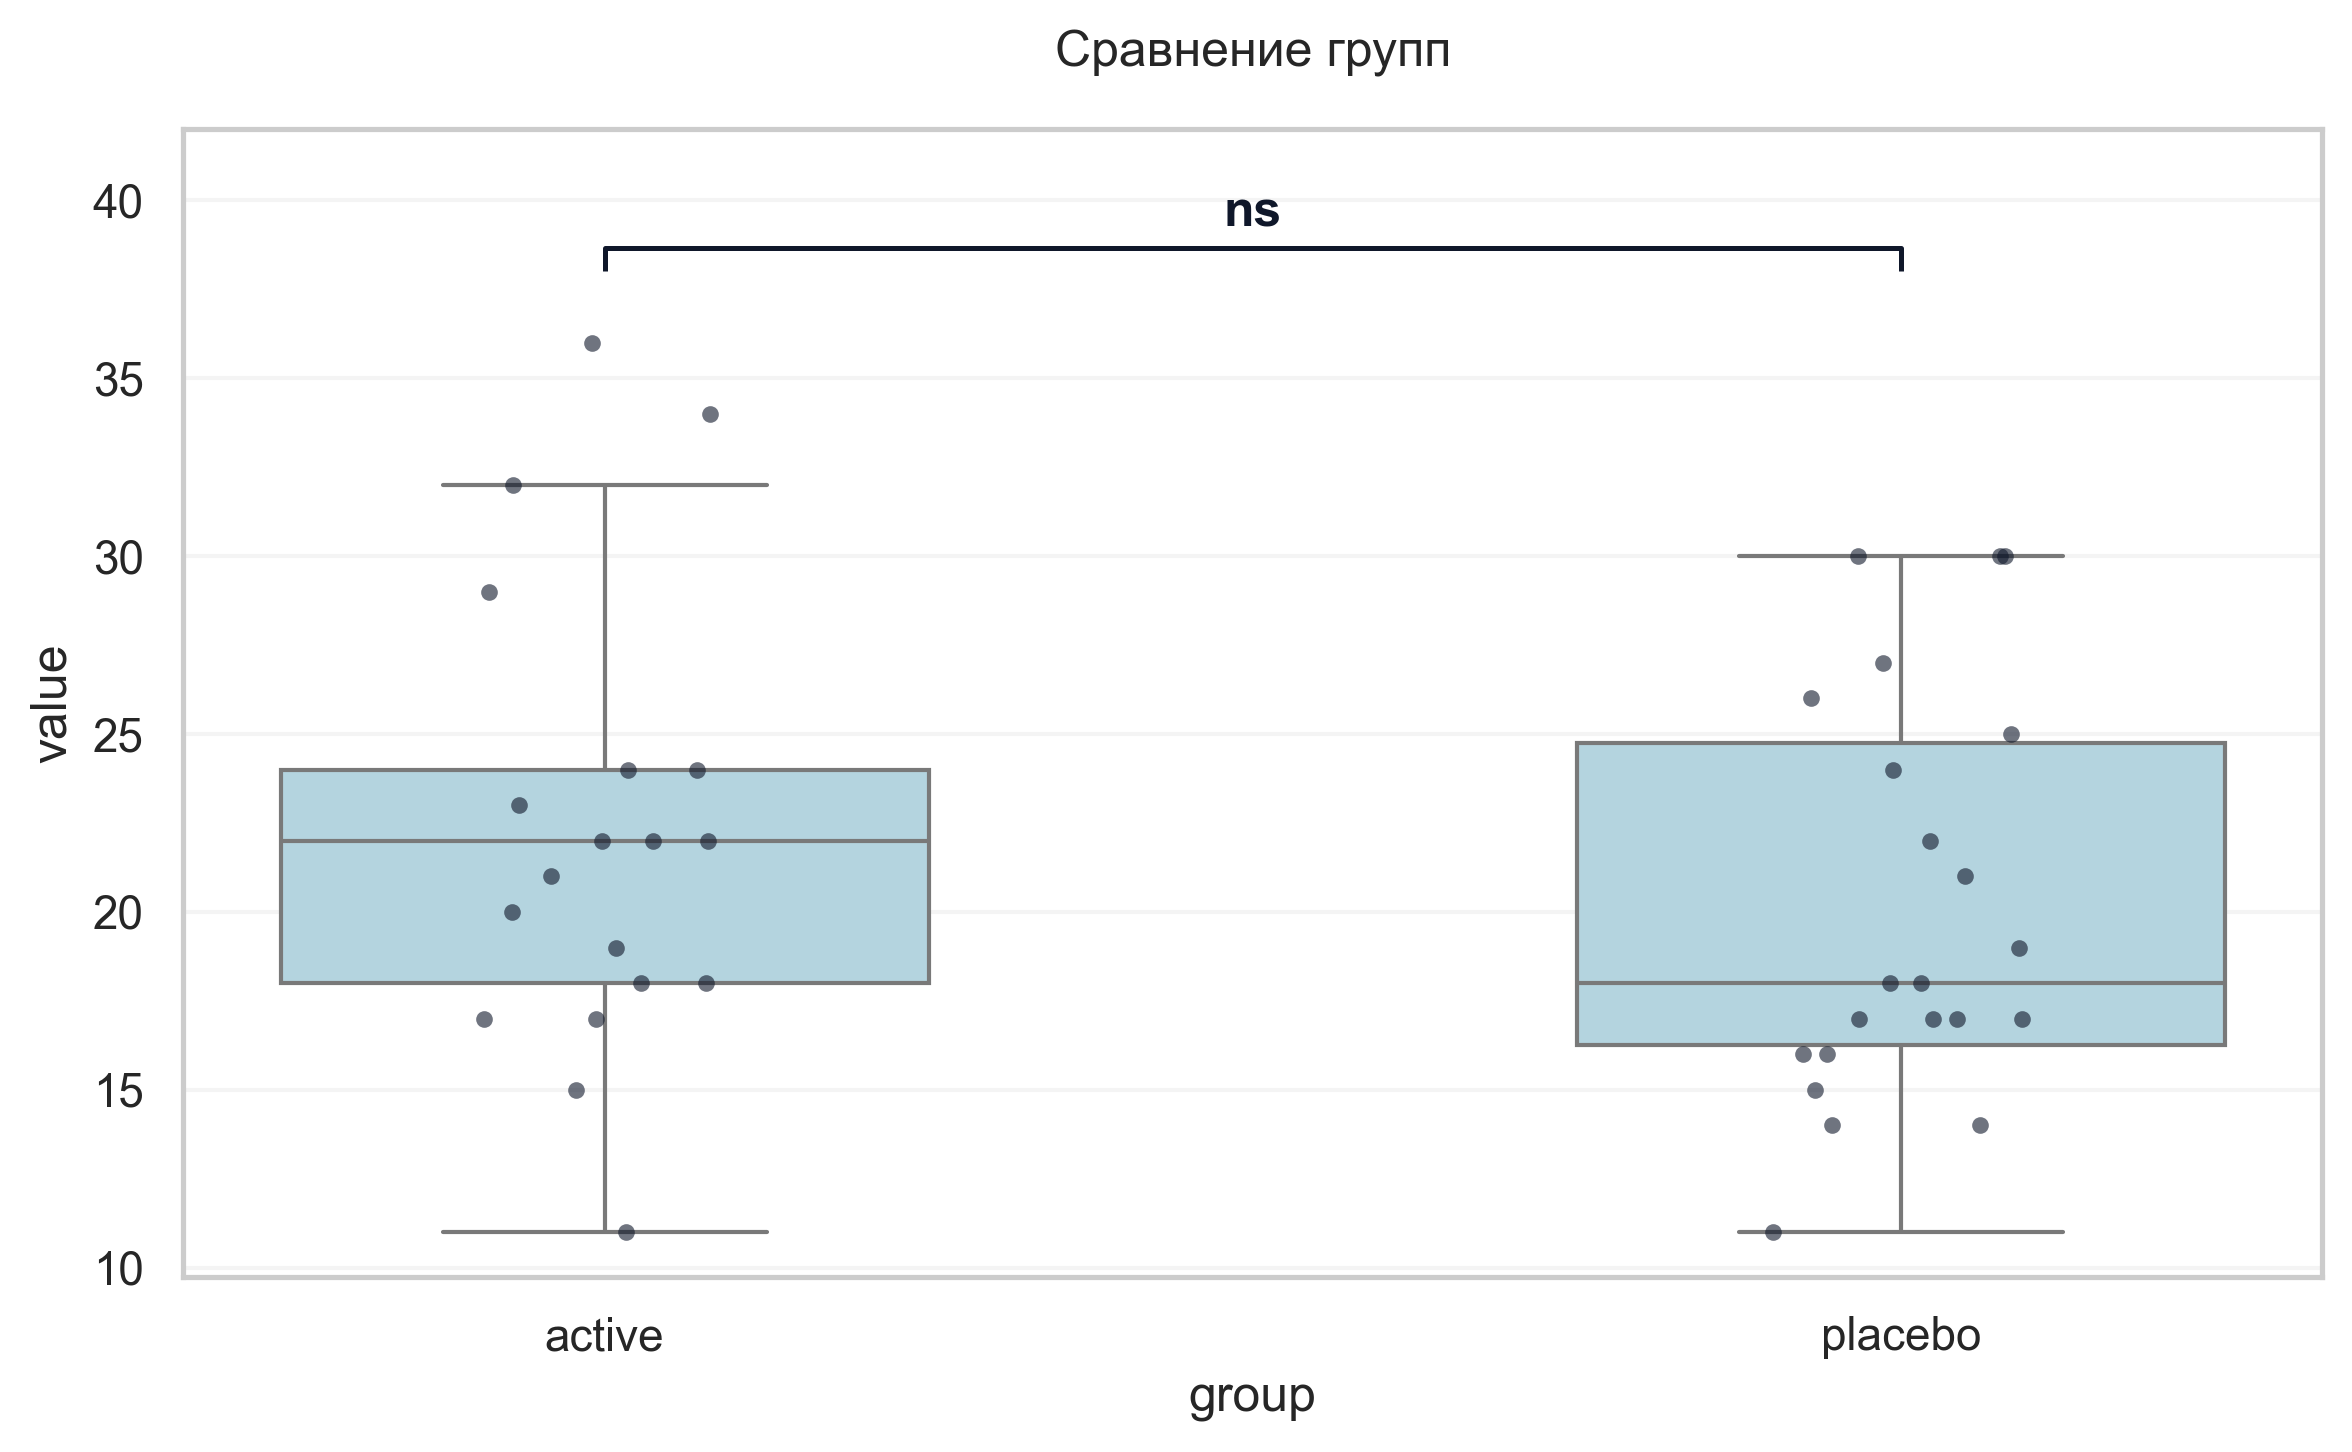 Сравнение групп
ns
40
35
30
25
20
15
10
value
active
placebo
group